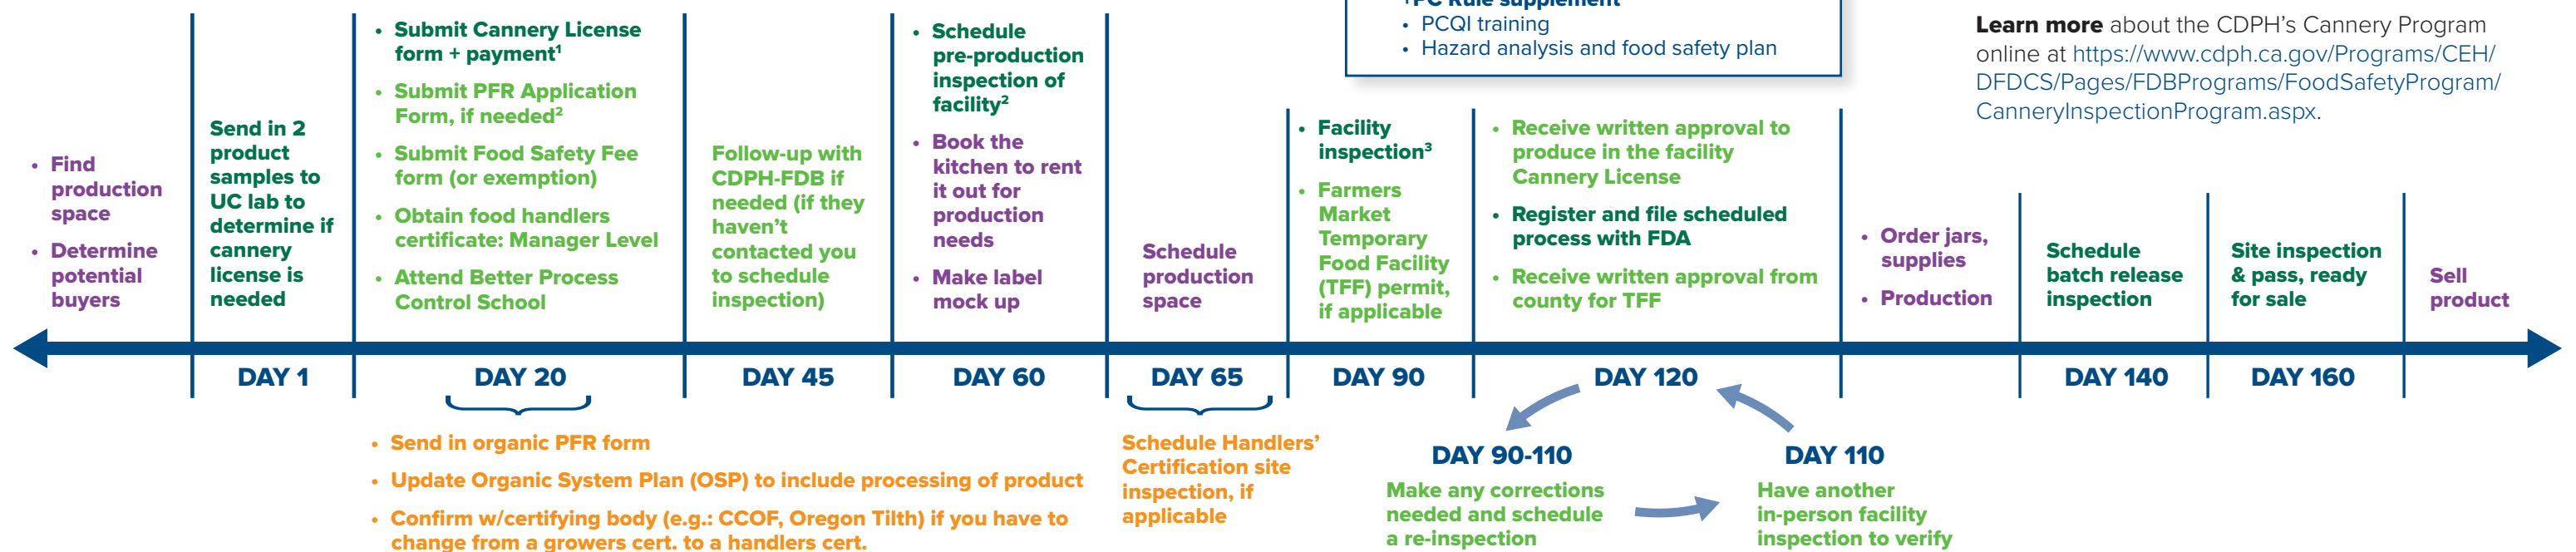 +PC Rule supplement
• PCQI training
• Hazard analysis and food safety plan
Learn more about the CDPH’s Cannery Program
online at https://www.cdph.ca.gov/Programs/CEH/
DFDCS/Pages/FDBPrograms/FoodSafetyProgram/
CanneryInspectionProgram.aspx.
• Find
production
space
• Determine
potential
buyers
Send in 2
product
samples to
UC lab to
determine if
cannery
license is
needed
• Submit Cannery License
form + payment¹
• Submit PFR Application
Form, if needed²
• Submit Food Safety Fee
form (or exemption)
• Obtain food handlers
certificate: Manager Level
• Attend Better Process
Control School
Follow-up with
CDPH-FDB if
needed (if they
haven’t
contacted you
to schedule
inspection)
• Schedule
pre-production
inspection of
facility²
• Book the
kitchen to rent
it out for
production
needs
• Make label
mock up
Schedule
production
space
• Facility
inspection³
• Farmers
Market
Temporary
Food Facility
(TFF) permit,
if applicable
• Receive written approval to
produce in the facility
Cannery License
• Register and file scheduled
process with FDA
• Receive written approval from
county for TFF
• Order jars,
supplies
• Production
Schedule
batch release
inspection
Site inspection
& pass, ready
for sale
Sell
product
DAY 1
DAY 20
DAY 45
DAY 60
DAY 65
DAY 90
DAY 120
DAY 140
DAY 160
• Send in organic PFR form
• Update Organic System Plan (OSP) to include processing of product
• Confirm w/certifying body (e.g.: CCOF, Oregon Tilth) if you have to
change from a growers cert. to a handlers cert.
Schedule Handlers’
Certification site
inspection, if
applicable
DAY 90-110
Make any corrections
needed and schedule
a re-inspection
DAY 110
Have another
in-person facility
inspection to verify